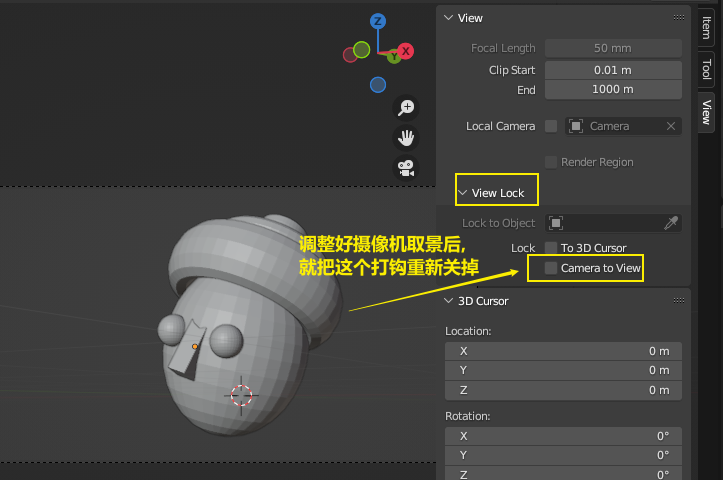 View
Focal Length 50 mm
Clip Start 0.01 m
End 1000 m
Local Camera Camera
Render Region
View Lock
Lock to Object
Lock To 3D Cursor
Camera to View
3D Cursor
Location:
X 0 m
Y 0 m
Z 0 m
Rotation:
X 0°
Y 0°
Z 0°
Item
Tool
View
Z
X
Y
调整好摄像机取景后,
就把这个打钩重新关掉